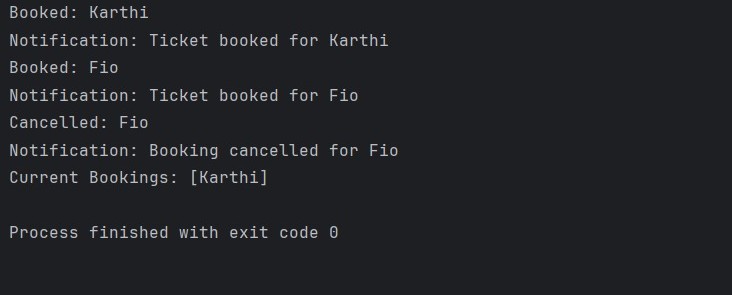 Booked: Karthi
Notification: Ticket booked for Karthi
Booked: Fio
Notification: Ticket booked for Fio
Cancelled: Fio
Notification: Booking cancelled for Fio
Current Bookings: [Karthi]
Process finished with exit code 0